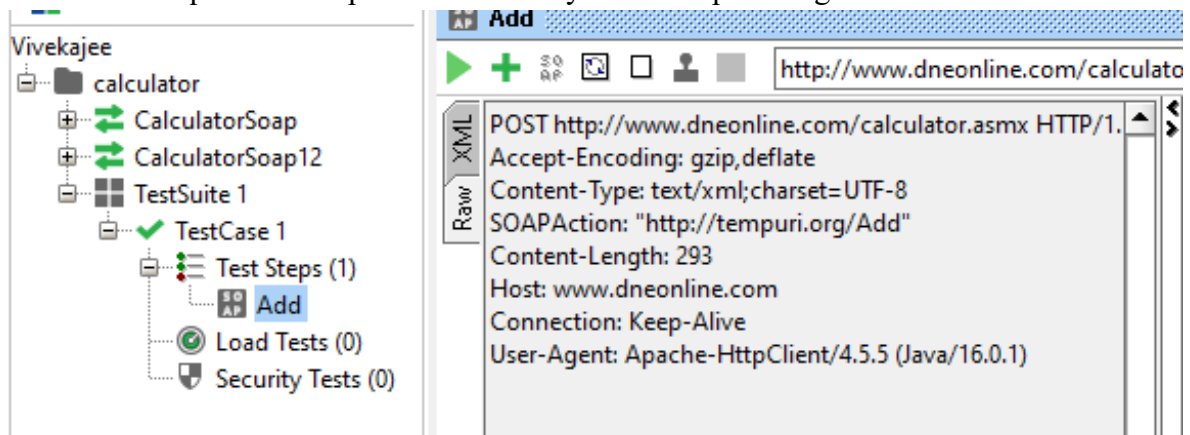 Vivekajee
calculator
CalculatorSoap
CalculatorSoap12
TestSuite 1
TestCase 1
Test Steps (1)
SOAP Add
Load Tests (0)
Security Tests (0)
SOAP Add
SOAP http://www.dneonline.com/calculato
XML
Raw
POST http://www.dneonline.com/calculator.asmx HTTP/1.
Accept-Encoding: gzip,deflate
Content-Type: text/xml;charset=UTF-8
SOAPAction: "http://tempuri.org/Add"
Content-Length: 293
Host: www.dneonline.com
Connection: Keep-Alive
User-Agent: Apache-HttpClient/4.5.5 (Java/16.0.1)